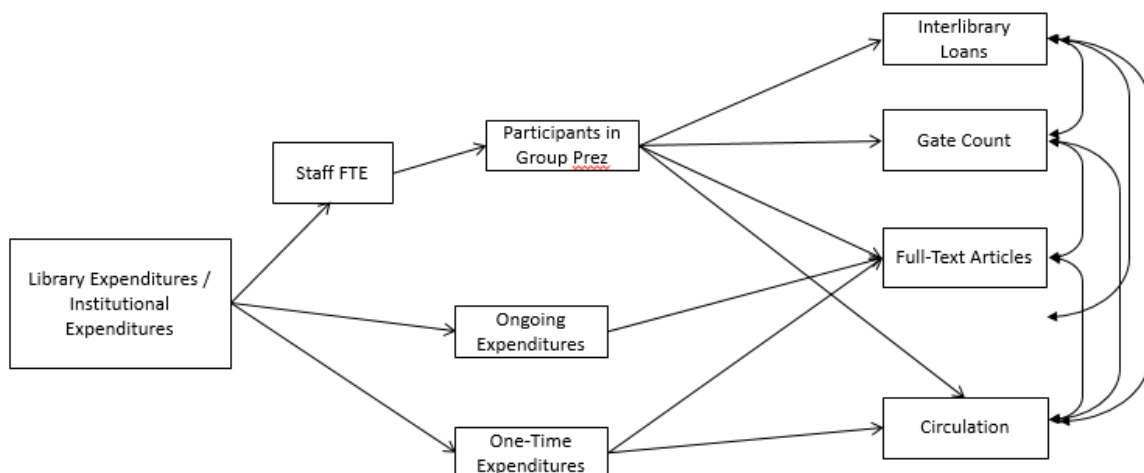 Interlibrary
Loans
Participants in
Group Prez
Gate Count
Staff FTE
Library Expenditures /
Institutional
Expenditures
Full-Text Articles
Ongoing
Expenditures
One-Time
Expenditures
Circulation